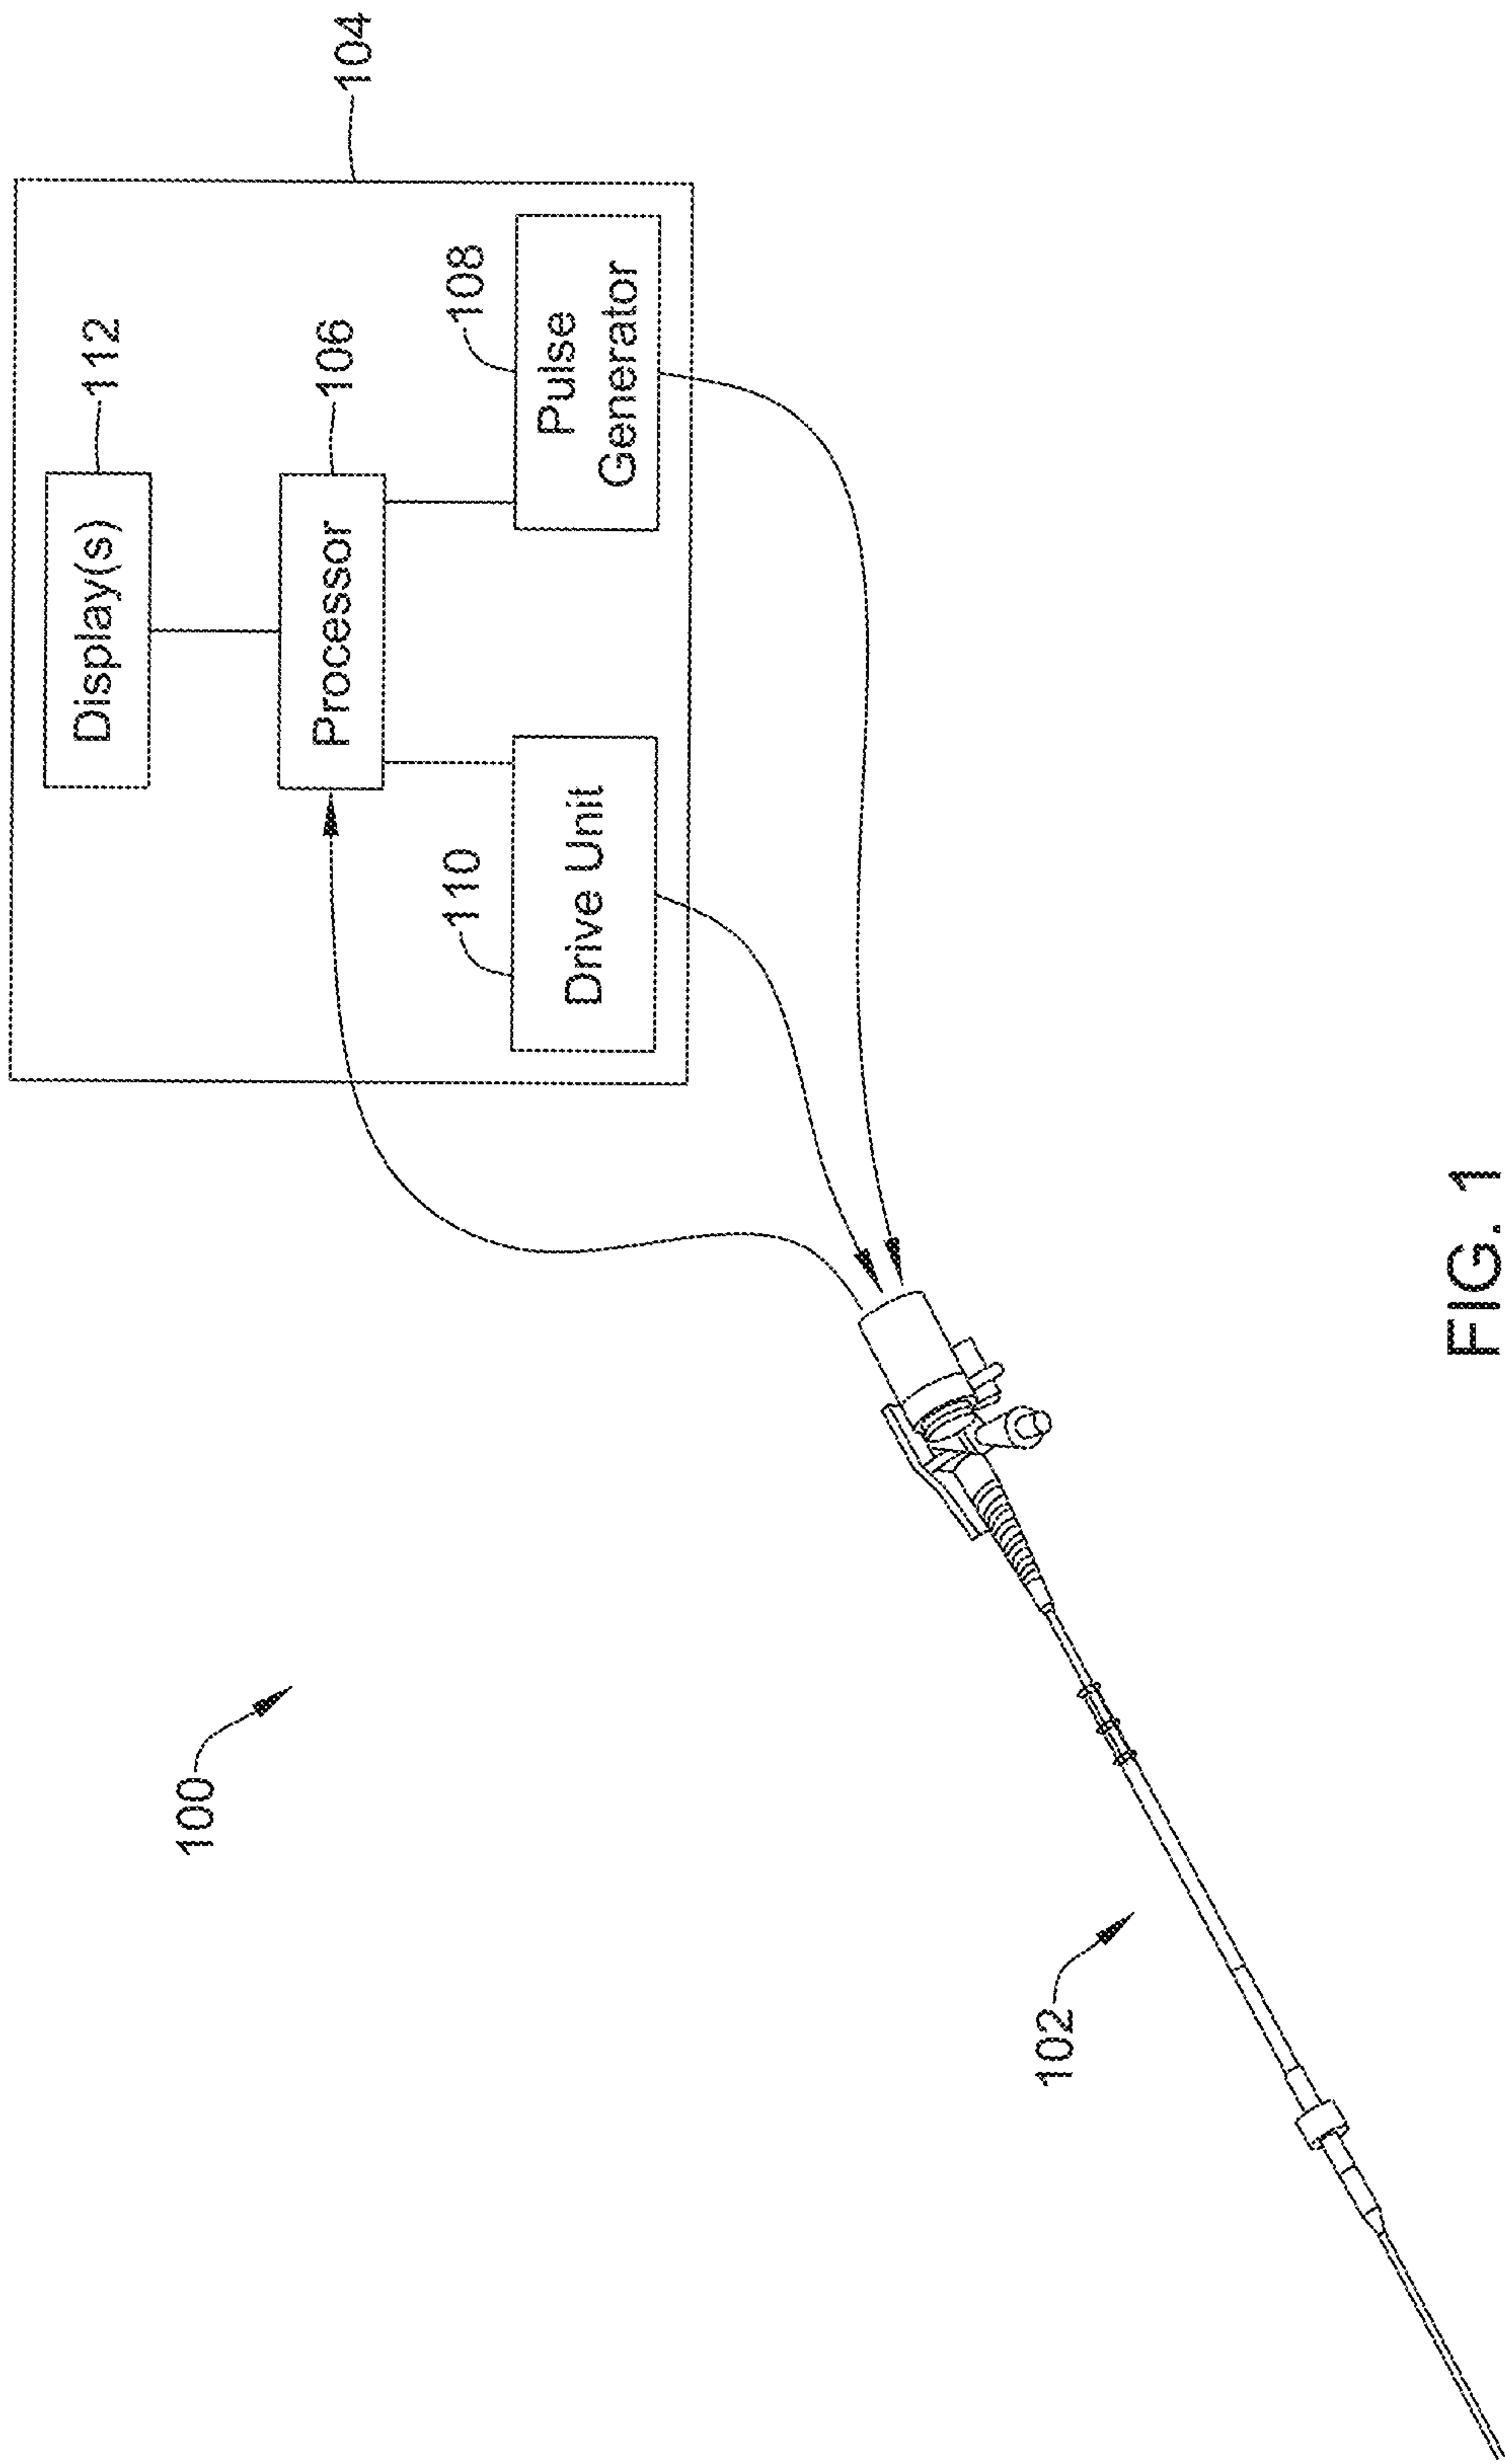 104
112
Display(s)
106
Processor
108
Pulse
Generator
110
Drive Unit
100
102
FIG. 1